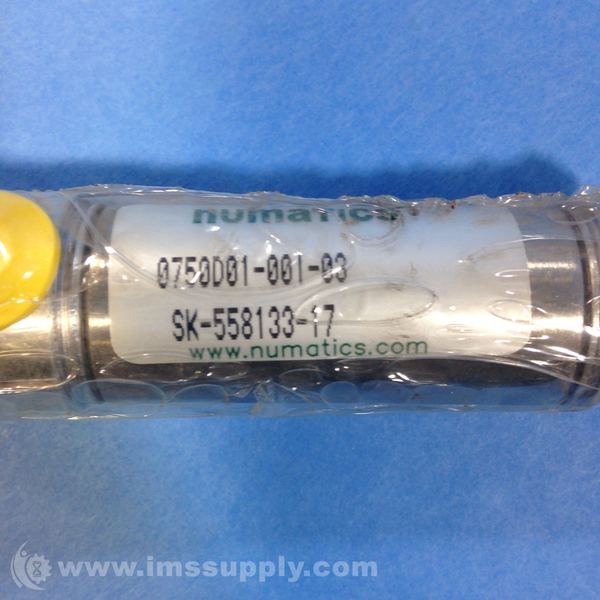 numatics
0750D01-001-03
SK-558133-17
www.numatics.com
www.imssupply.com